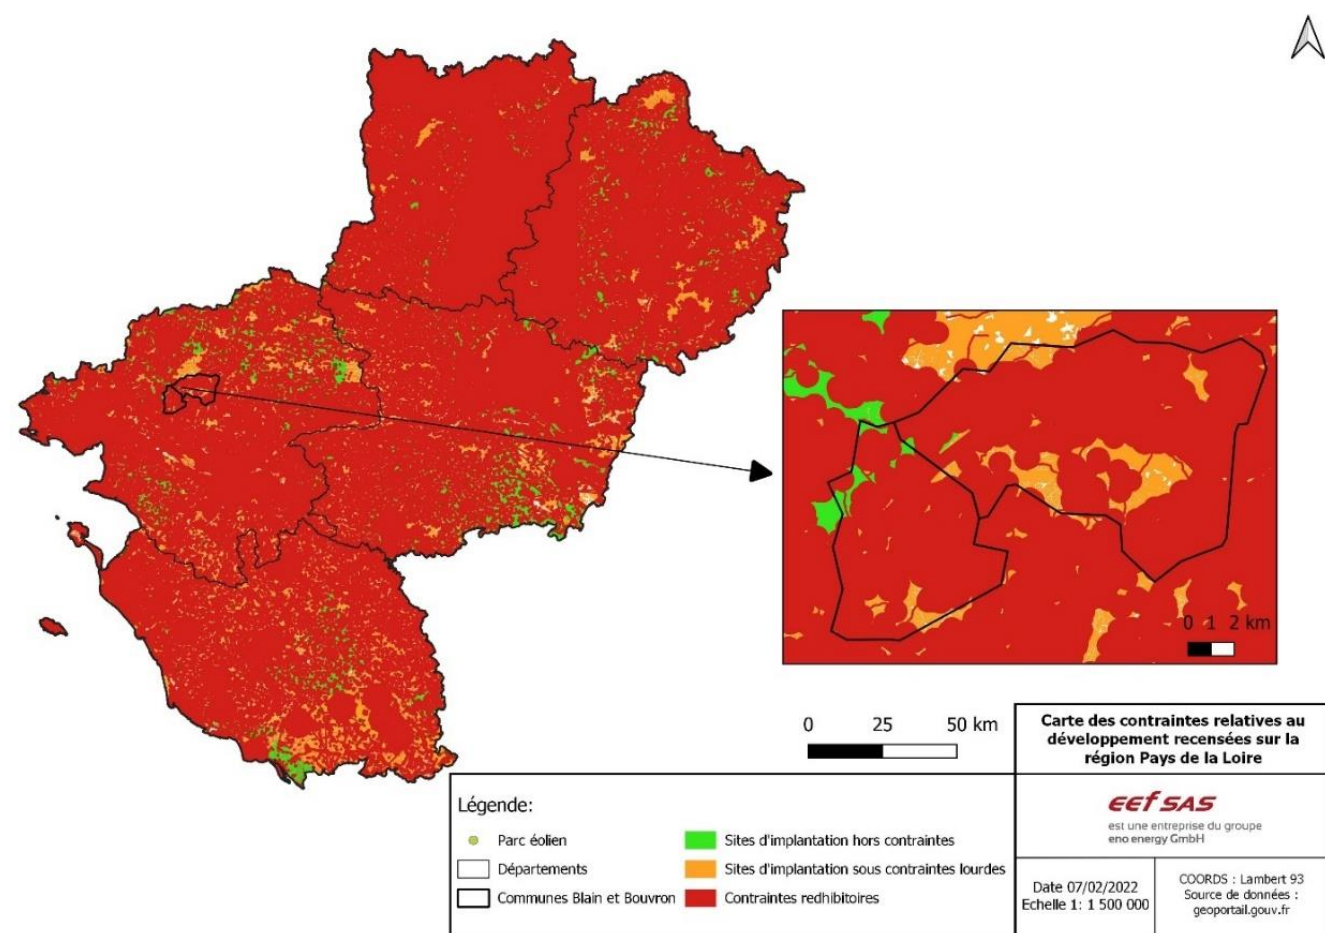 0 1 2 km
0 25 50 km
Légende:
Parc éolien
Départements
Communes Blain et Bouvron
Sites d'implantation hors contraintes
Sites d'implantation sous contraintes lourdes
Contraintes redhibitoires
Carte des contraintes relatives au
développement recensées sur la
région Pays de la Loire
eef SAS
est une entreprise du groupe
eno energy GmbH
Date 07/02/2022
Echelle 1: 1 500 000
COORDS : Lambert 93
Source de données :
geoportail.gouv.fr